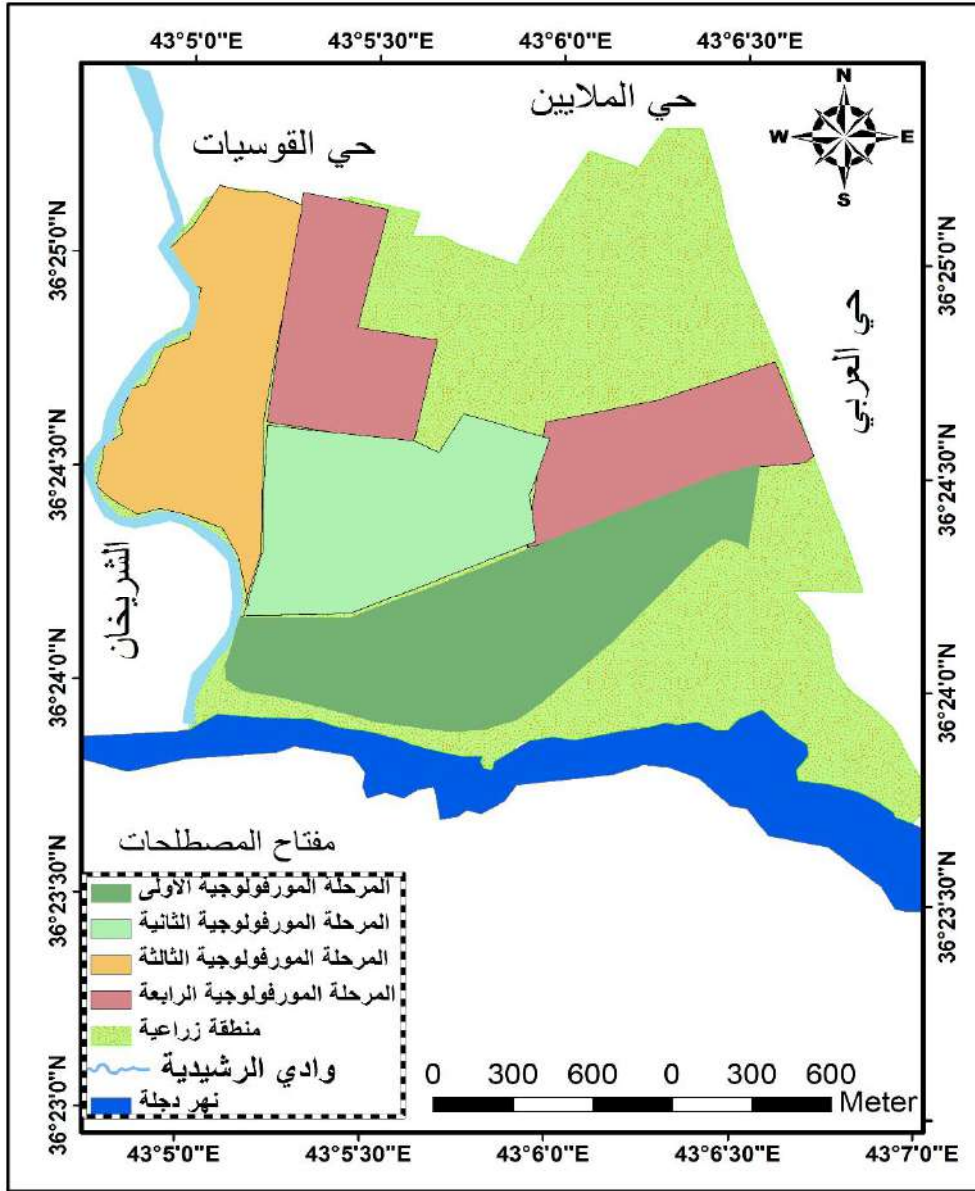 43°5'0"E 43°5'30"E 43°6'0"E 43°6'30"E
حي الملايين
N
W E
S
حي القوسيات
36°25'0"N
36°25'0"N
حي العربي
36°24'30"N
36°24'30"N
الشريخان
36°24'0"N
36°24'0"N
مفتاح المصطلحات
المرحلة المورفولوجية الاولى
المرحلة المورفولوجية الثانية
المرحلة المورفولوجية الثالثة
المرحلة المورفولوجية الرابعة
منطقة زراعية
وادي الرشيدية
نهر دجلة
36°23'30"N
36°23'30"N
0 300 600 0 300 600
Meter
36°23'0"N
43°5'0"E 43°5'30"E 43°6'0"E 43°6'30"E 43°7'0"E